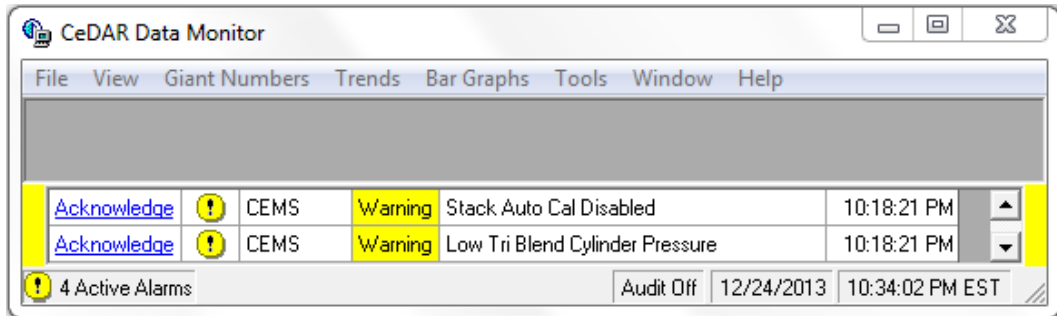 CeDAR Data Monitor
File View Giant Numbers Trends Bar Graphs Tools Window Help
Acknowledge ! CEMS Warning Stack Auto Cal Disabled 10:18:21 PM
Acknowledge ! CEMS Warning Low Tri Blend Cylinder Pressure 10:18:21 PM
! 4 Active Alarms Audit Off 12/24/2013 10:34:02 PM EST